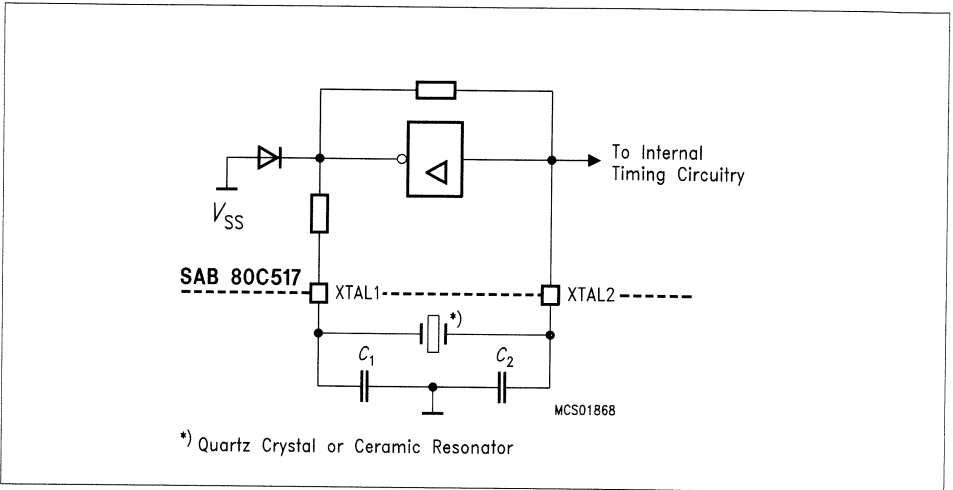 To Internal
Timing Circuitry
VSS
SAB 80C517
XTAL1
XTAL2
*)
C1
C2
MCS01868
*) Quartz Crystal or Ceramic Resonator